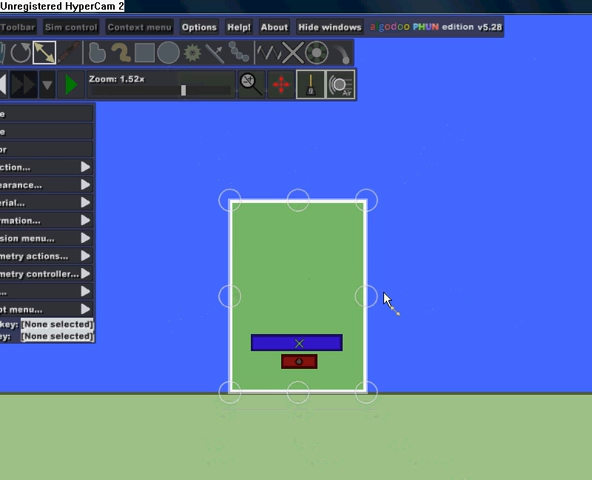 Unregistered HyperCam 2
Toolbar Sim control Context menu Options Help! About Hide windows a godoo PHUN edition v5.28
Zoom: 1.52x
Air
e
e
or
ction...
earance...
erial...
rmation...
sion menu...
metry actions...
metry controller...
...
ot menu...
key: [None selected]
ey: [None selected]